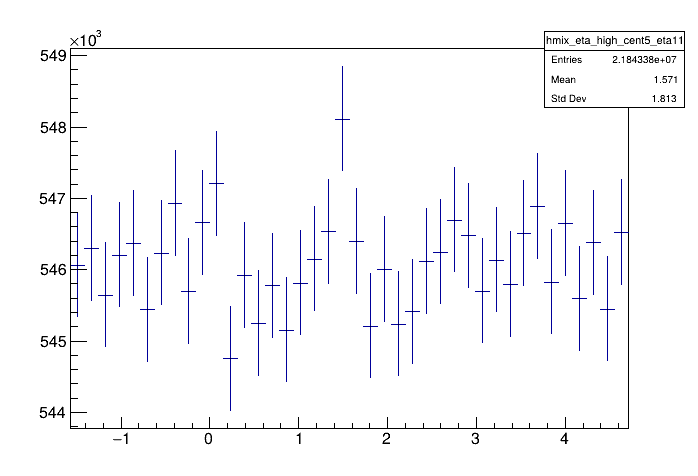 ×10³
hmix_eta_high_cent5_eta11
Entries 2.184338e+07
Mean 1.571
Std Dev 1.813
549
548
547
546
545
544
−1 0 1 2 3 4